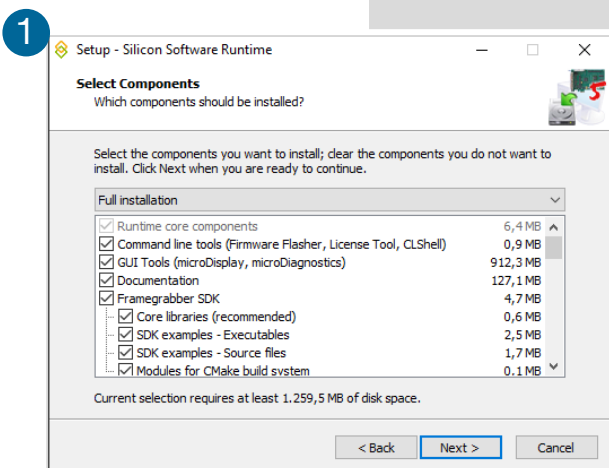 1
Setup - Silicon Software Runtime
Select Components
Which components should be installed?
Select the components you want to install; clear the components you do not want to
install. Click Next when you are ready to continue.
Full installation
Runtime core components 6,4 MB
Command line tools (Firmware Flasher, License Tool, CLShell) 0,9 MB
GUI Tools (microDisplay, microDiagnostics) 912,3 MB
Documentation 127,1 MB
Framegrabber SDK 4,7 MB
Core libraries (recommended) 0,6 MB
SDK examples - Executables 2,5 MB
SDK examples - Source files 1,7 MB
Modules for CMake build system 0,1 MB
Current selection requires at least 1.259,5 MB of disk space.
< Back Next > Cancel